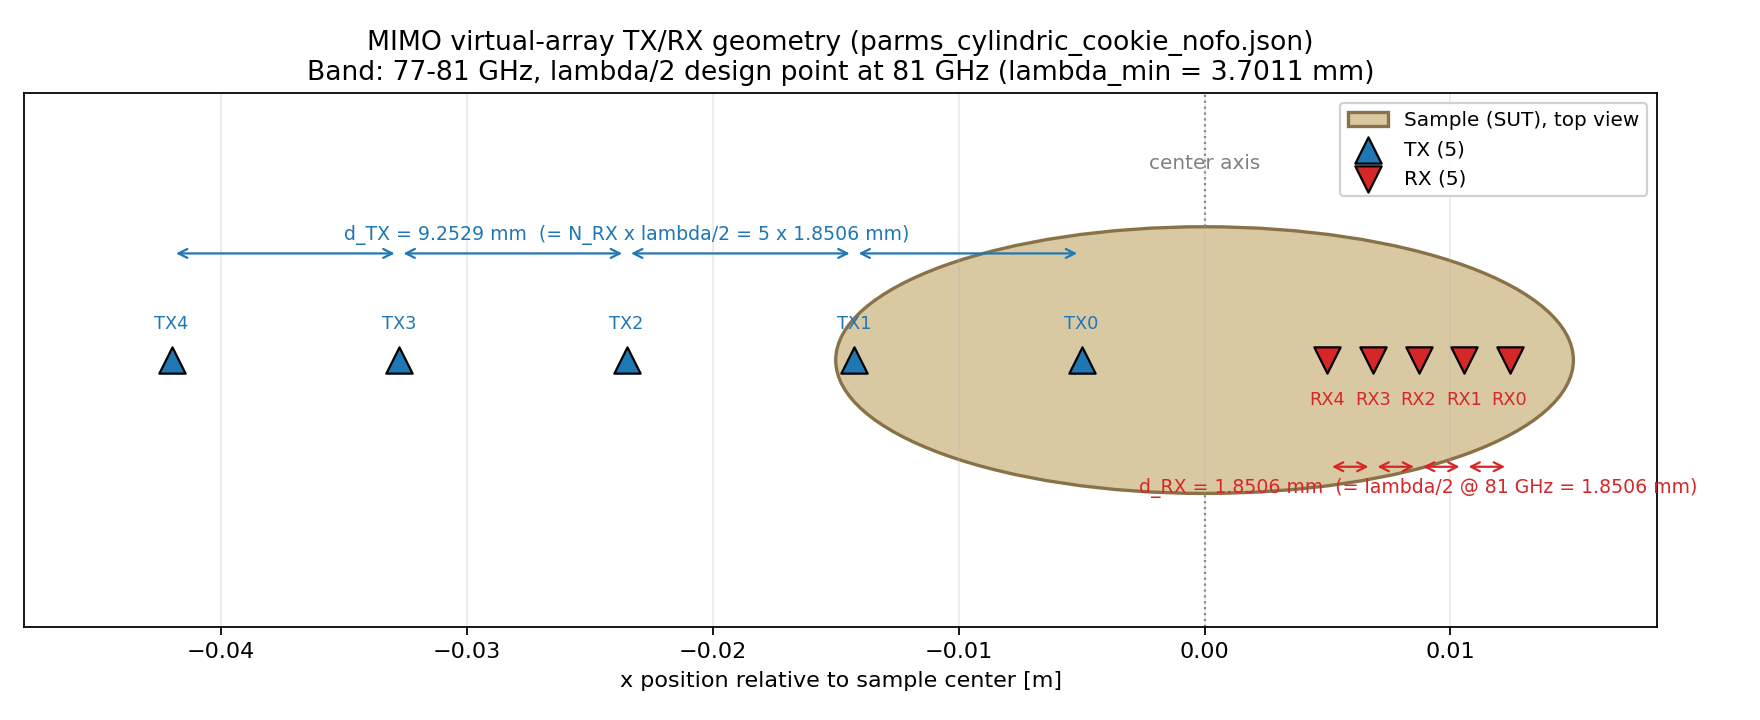 MIMO virtual-array TX/RX geometry (parms_cylindric_cookie_nofo.json)
Band: 77-81 GHz, lambda/2 design point at 81 GHz (lambda_min = 3.7011 mm)
Sample (SUT), top view
TX (5)
RX (5)
center axis
d_TX = 9.2529 mm  (= N_RX x lambda/2 = 5 x 1.8506 mm)
TX4 TX3 TX2 TX1 TX0
RX4 RX3 RX2 RX1 RX0
d_RX = 1.8506 mm  (= lambda/2 @ 81 GHz = 1.8506 mm)
−0.04 −0.03 −0.02 −0.01 0.00 0.01
x position relative to sample center [m]